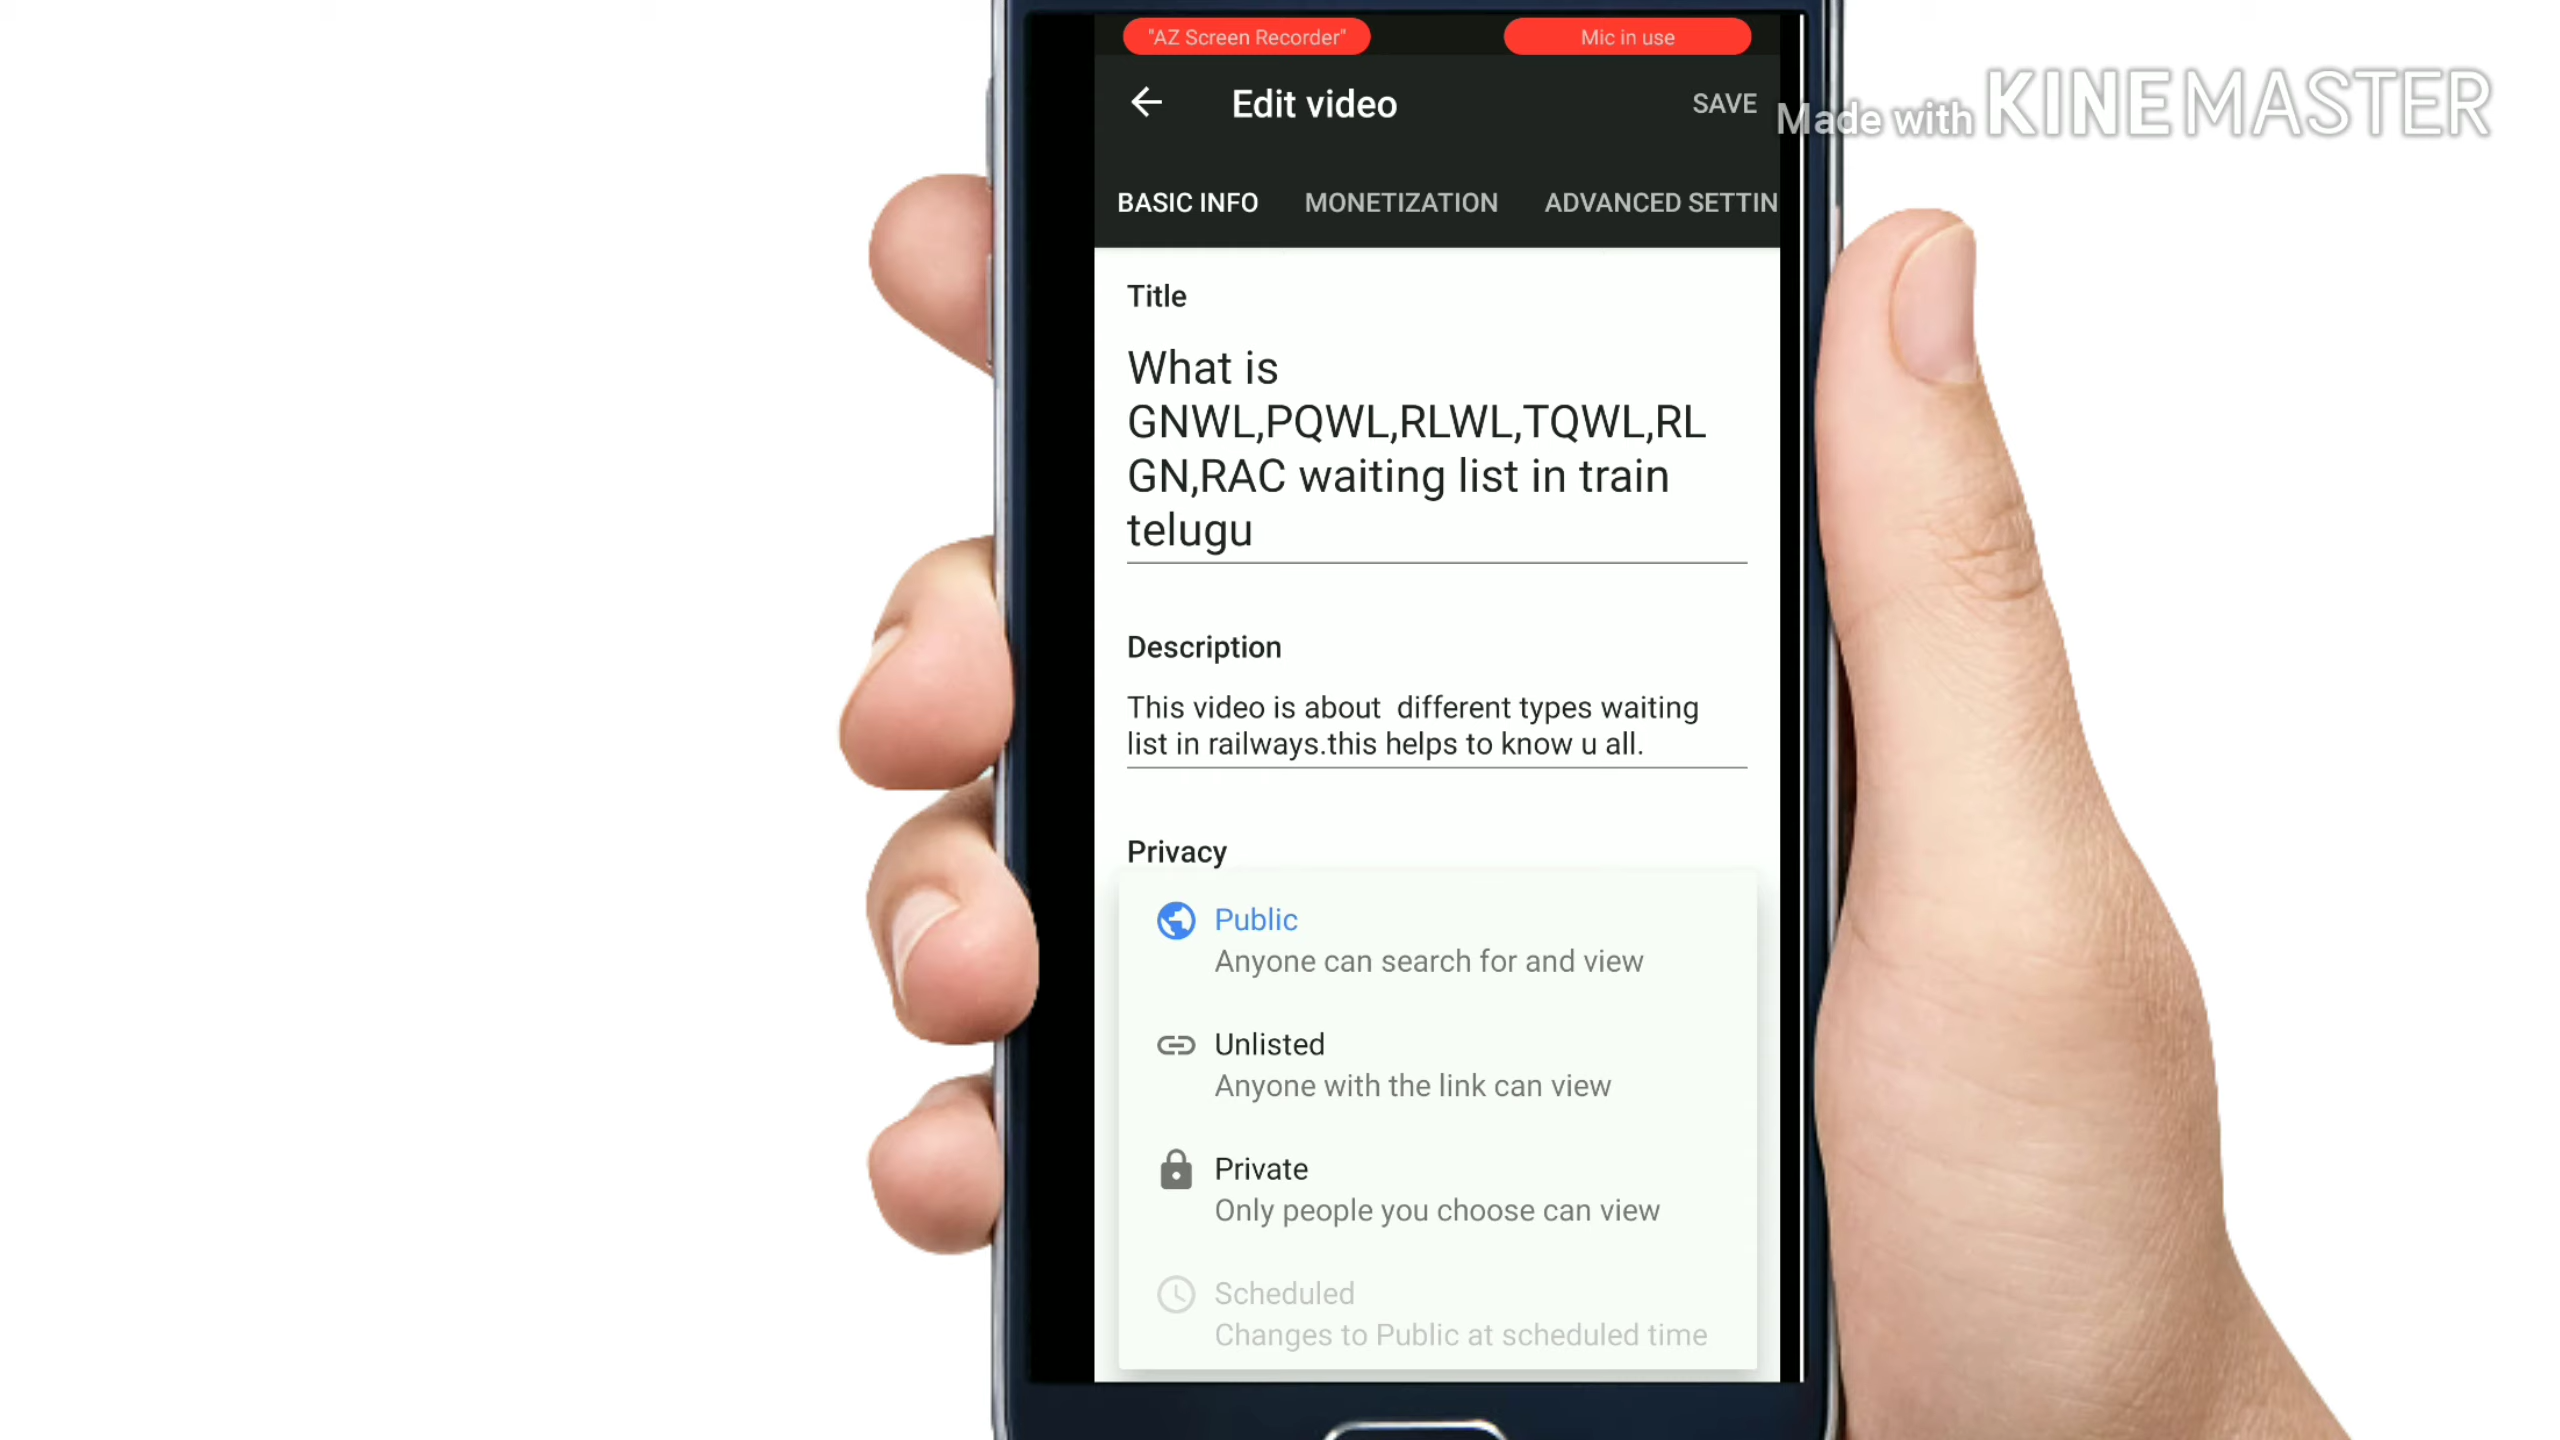 "AZ Screen Recorder" Mic in use
Edit video SAVE
Made with KINEMASTER
BASIC INFO MONETIZATION ADVANCED SETTIN
Title
What is
GNWL,PQWL,RLWL,TQWL,RL
GN,RAC waiting list in train
telugu
Description
This video is about different types waiting
list in railways.this helps to know u all.
Privacy
Public
Anyone can search for and view
Unlisted
Anyone with the link can view
Private
Only people you choose can view
Scheduled
Changes to Public at scheduled time